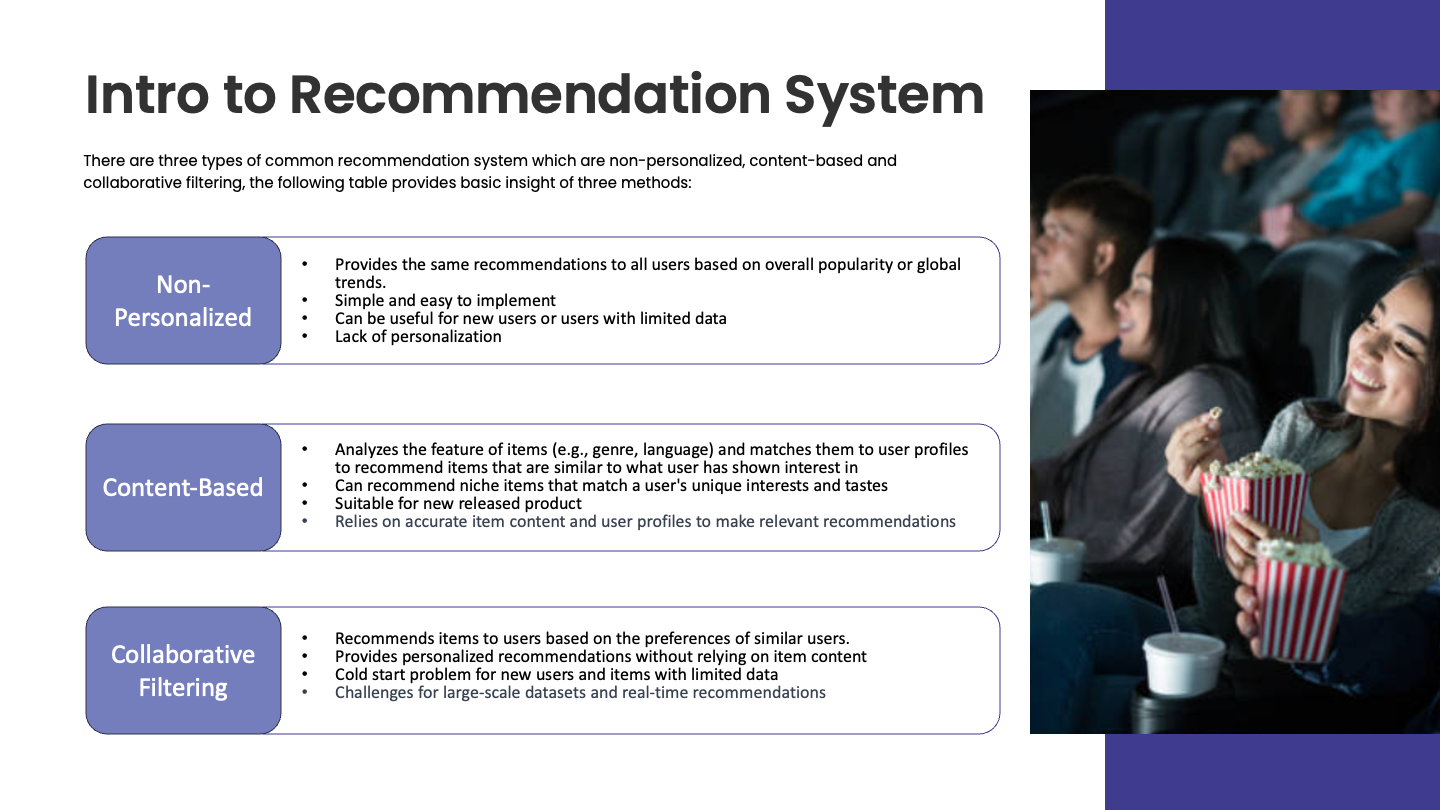 Intro to Recommendation System
There are three types of common recommendation system which are non-personalized, content-based and
collaborative filtering, the following table provides basic insight of three methods:
Non-
Personalized
• Provides the same recommendations to all users based on overall popularity or global
trends.
• Simple and easy to implement
• Can be useful for new users or users with limited data
• Lack of personalization
Content-Based
• Analyzes the feature of items (e.g., genre, language) and matches them to user profiles
to recommend items that are similar to what user has shown interest in
• Can recommend niche items that match a user's unique interests and tastes
• Suitable for new released product
• Relies on accurate item content and user profiles to make relevant recommendations
Collaborative
Filtering
• Recommends items to users based on the preferences of similar users.
• Provides personalized recommendations without relying on item content
• Cold start problem for new users and items with limited data
• Challenges for large-scale datasets and real-time recommendations